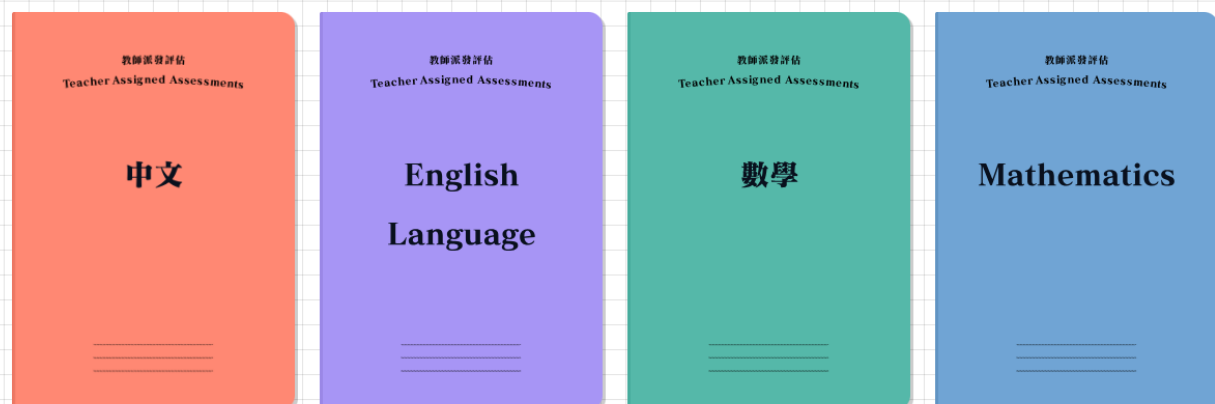 教師派發評估
Teacher Assigned Assessments
中文
教師派發評估
Teacher Assigned Assessments
English
Language
教師派發評估
Teacher Assigned Assessments
數學
教師派發評估
Teacher Assigned Assessments
Mathematics